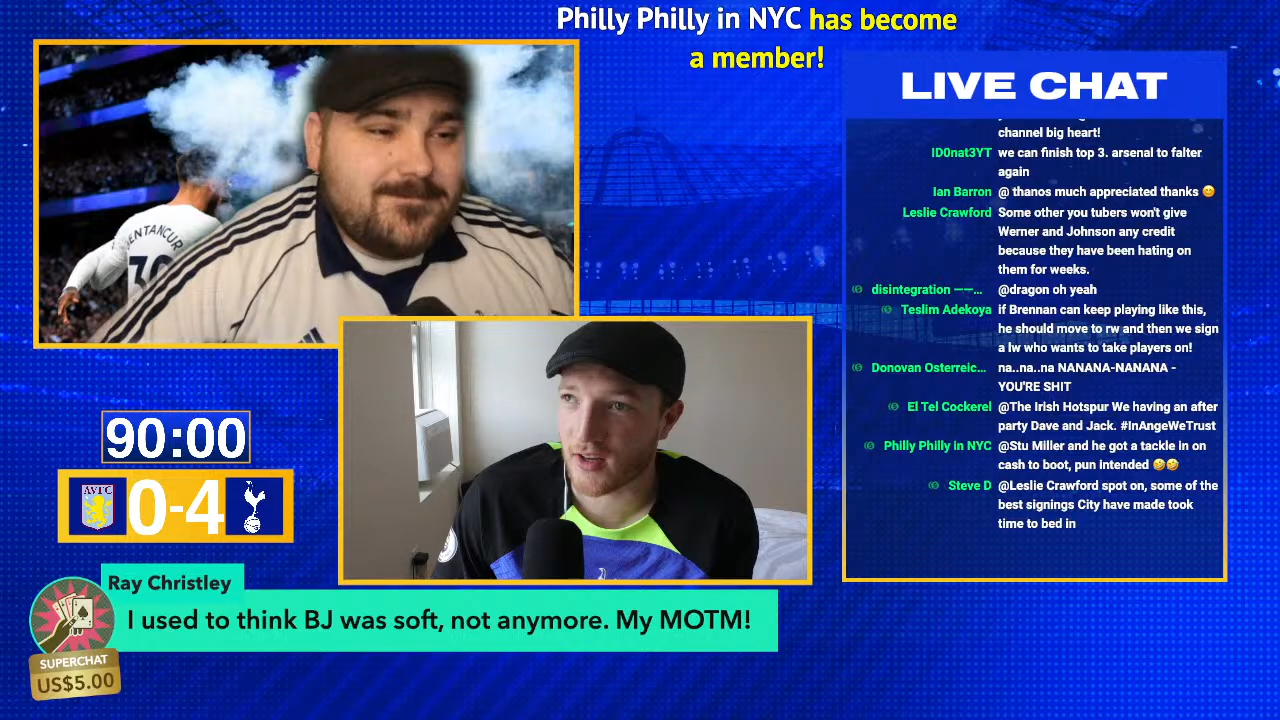 Philly Philly in NYC has become
a member!
LIVE CHAT
channel big heart!
ID0nat3YT we can finish top 3. arsenal to falter
again
Ian Barron @ thanos much appreciated thanks 😊
Leslie Crawford Some other you tubers won't give
Werner and Johnson any credit
because they have been hating on
them for weeks.
disintegration ——... @dragon oh yeah
Teslim Adekoya if Brennan can keep playing like this,
he should move to rw and then we sign
a lw who wants to take players on!
Donovan Osterreic... na..na..na NANANA-NANANA -
YOU'RE SHIT
El Tel Cockerel @The Irish Hotspur We having an after
party Dave and Jack. #InAngeWeTrust
Philly Philly in NYC @Stu Miller and he got a tackle in on
cash to boot, pun intended 🤣🤣
Steve D @Leslie Crawford spot on, some of the
best signings City have made took
time to bed in
BENTANCUR
30
90:00
AVFC
0-4
Ray Christley
I used to think BJ was soft, not anymore. My MOTM!
SUPERCHAT
US$5.00